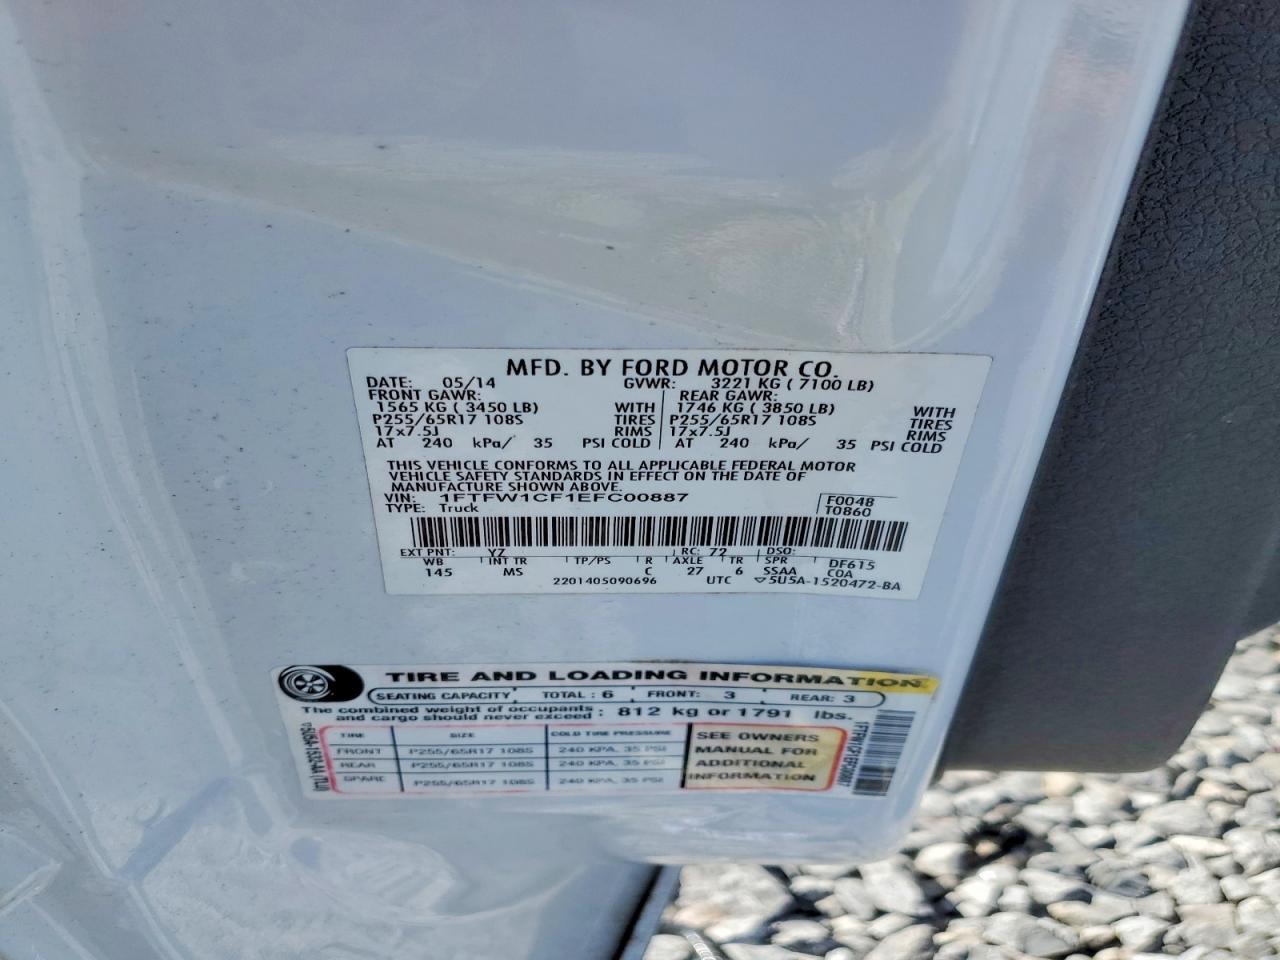 MFD. BY FORD MOTOR CO.
DATE: 05/14 GVWR: 3221 KG ( 7100 LB)
FRONT GAWR: REAR GAWR:
1565 KG ( 3450 LB) WITH 1746 KG ( 3850 LB) WITH
P255/65R17 108S TIRES P255/65R17 108S TIRES
17x7.5J RIMS 17x7.5J RIMS
AT 240 kPa/ 35 PSI COLD AT 240 kPa/ 35 PSI COLD
THIS VEHICLE CONFORMS TO ALL APPLICABLE FEDERAL MOTOR
VEHICLE SAFETY STANDARDS IN EFFECT ON THE DATE OF
MANUFACTURE SHOWN ABOVE.
VIN: 1FTFW1CF1EFC00887 F0048
TYPE: Truck T0860
EXT PNT: YZ RC: 72 DSO:
WB INT TR TP/PS R AXLE TR SPR DF615
145 MS C 27 6 SSAA C0A
2201405090696 UTC ▽5U5A-1520472-BA
TIRE AND LOADING INFORMATION
SEATING CAPACITY TOTAL : 6 FRONT: 3 REAR: 3
The combined weight of occupants and cargo should never exceed : 812 kg or 1791 lbs.
TIRE SIZE COLD TIRE PRESSURE
FRONT P255/65R17 108S 240 KPA, 35 PSI
REAR P255/65R17 108S 240 KPA, 35 PSI
SPARE P255/65R17 108S 240 KPA, 35 PSI
SEE OWNERS
MANUAL FOR
ADDITIONAL
INFORMATION
1FTFW1CF1EFC00887